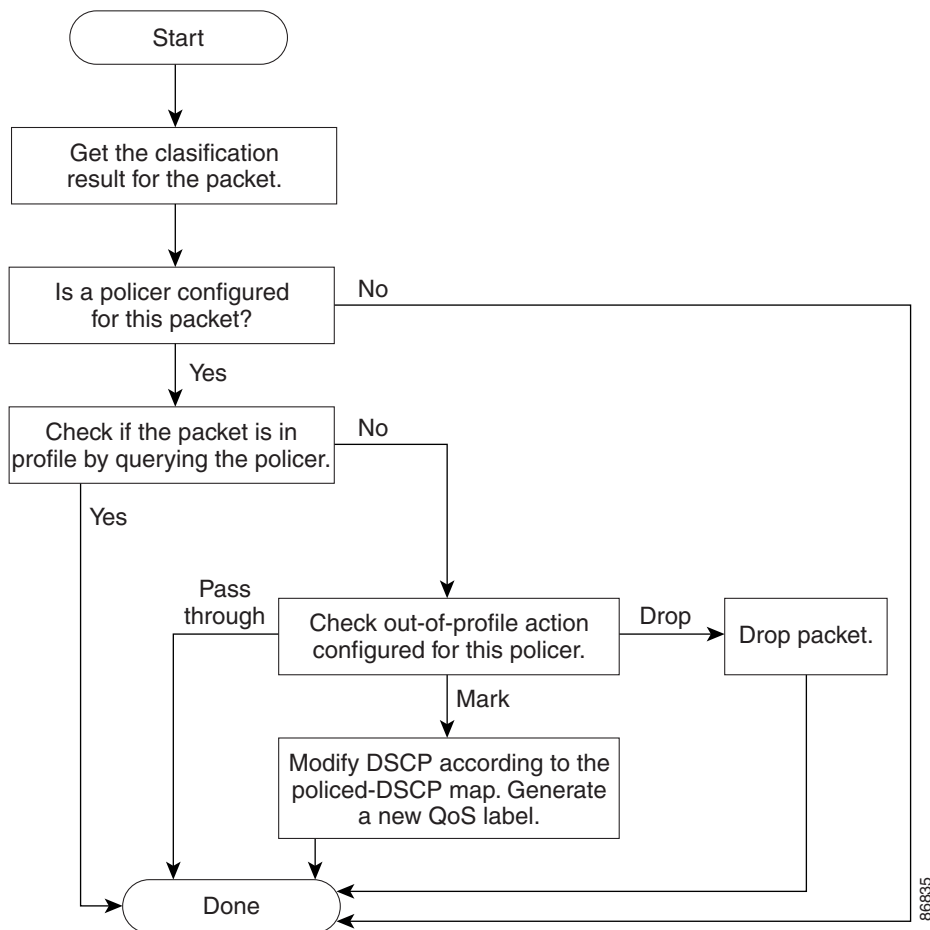 Start
Get the clasification
result for the packet.
Is a policer configured
for this packet?
No
Yes
Check if the packet is in
profile by querying the policer.
No
Yes
Pass
through
Check out-of-profile action
configured for this policer.
Drop
Drop packet.
Mark
Modify DSCP according to the
policed-DSCP map. Generate
a new QoS label.
Done
86835